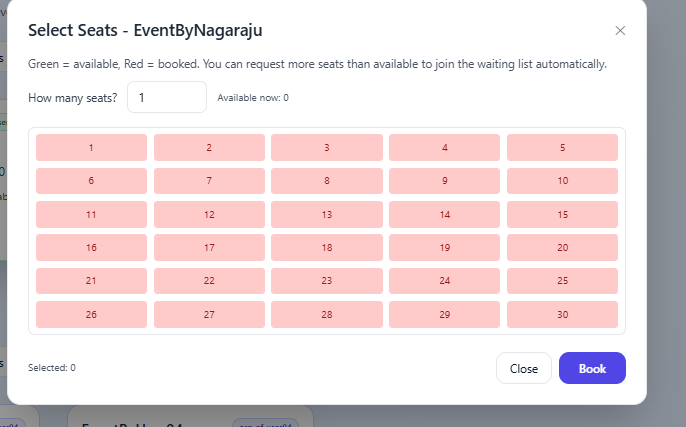 Select Seats - EventByNagaraju
Green = available, Red = booked. You can request more seats than available to join the waiting list automatically.
How many seats? 1 Available now: 0
1 2 3 4 5
6 7 8 9 10
11 12 13 14 15
16 17 18 19 20
21 22 23 24 25
26 27 28 29 30
Selected: 0 Close Book